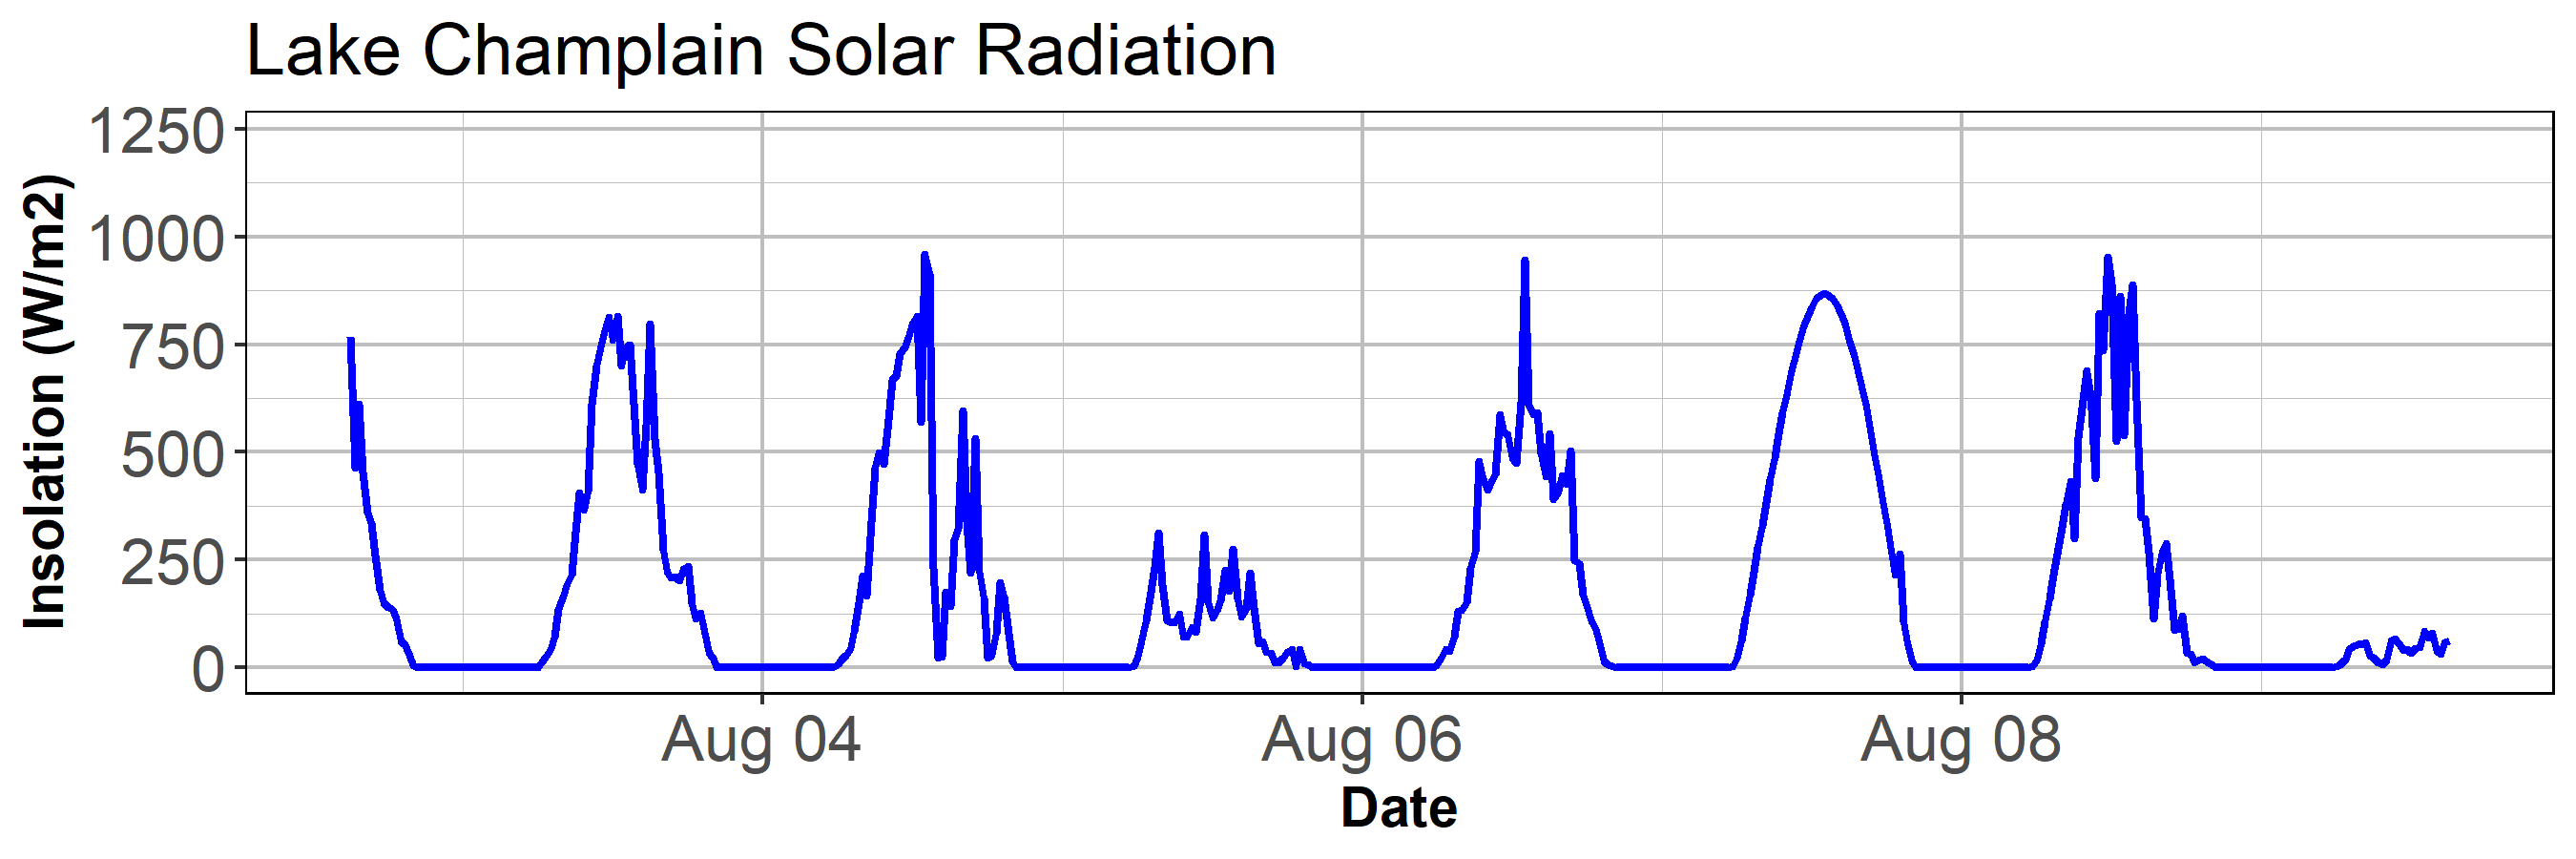 Lake Champlain Solar Radiation
1250
1000
750
500
250
0
Insolation (W/m2)
Aug 04
Aug 06
Aug 08
Date